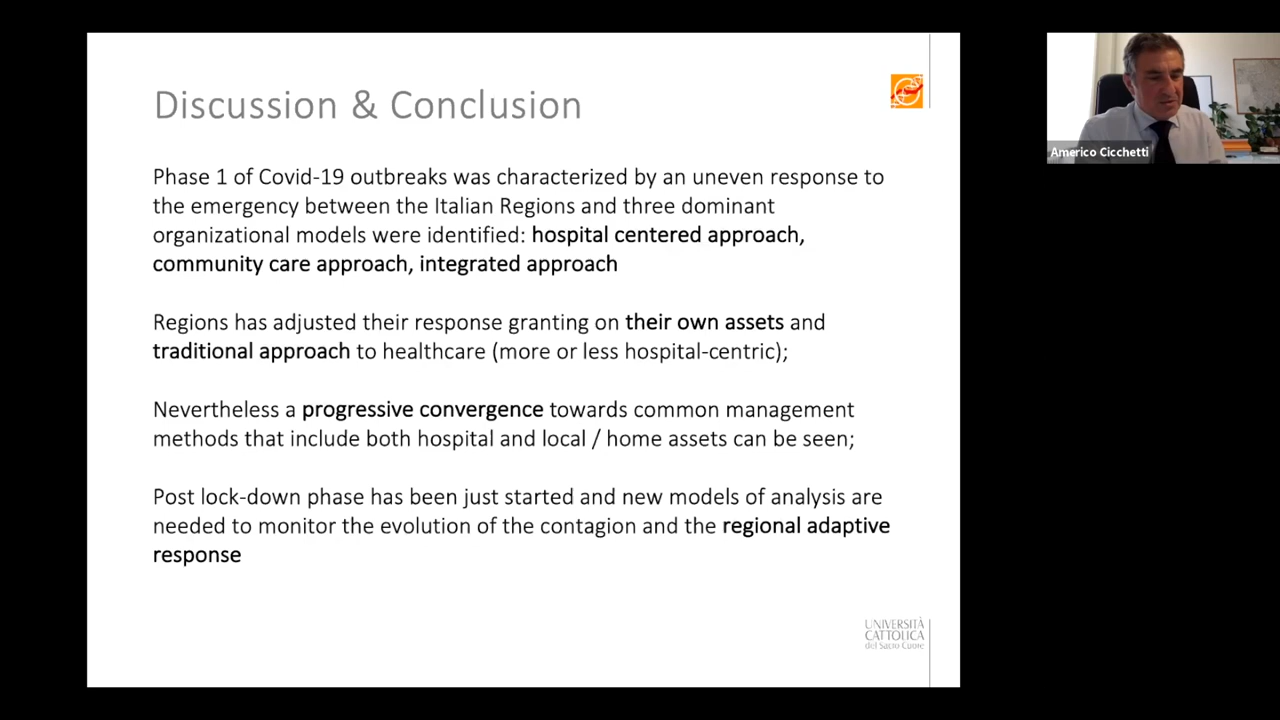 Discussion & Conclusion
Americo Cicchetti
Phase 1 of Covid-19 outbreaks was characterized by an uneven response to
the emergency between the Italian Regions and three dominant
organizational models were identified: hospital centered approach,
community care approach, integrated approach
Regions has adjusted their response granting on their own assets and
traditional approach to healthcare (more or less hospital-centric);
Nevertheless a progressive convergence towards common management
methods that include both hospital and local / home assets can be seen;
Post lock-down phase has been just started and new models of analysis are
needed to monitor the evolution of the contagion and the regional adaptive
response
UNIVERSITÀ
CATTOLICA
del Sacro Cuore